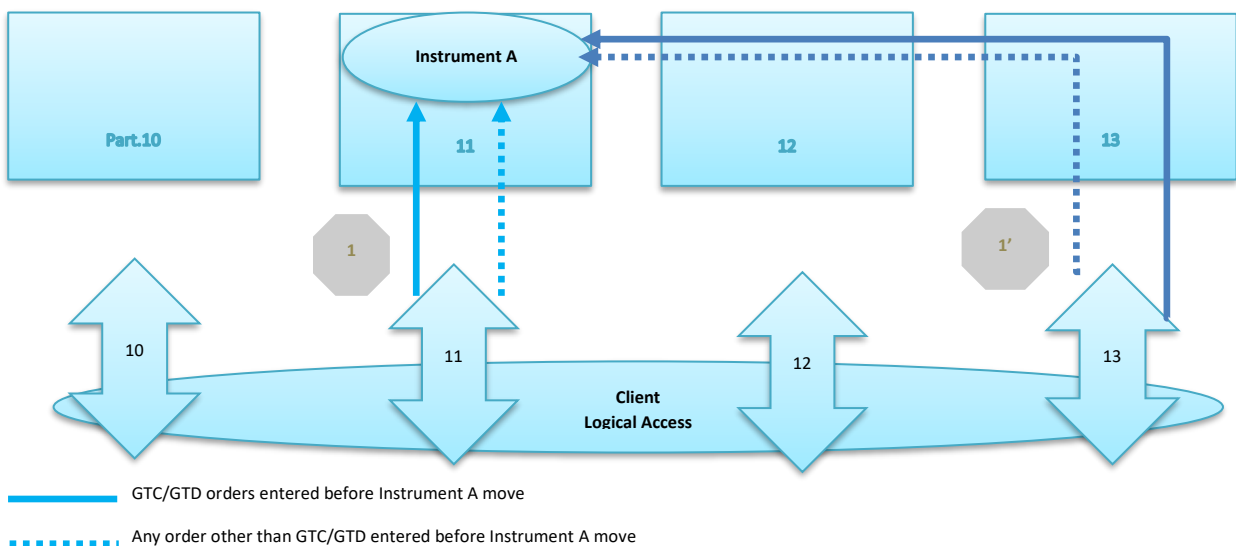 Instrument A
Part.10
11
12
13
1
1’
10
11
12
13
Client
Logical Access
GTC/GTD orders entered before Instrument A move
Any order other than GTC/GTD entered before Instrument A move